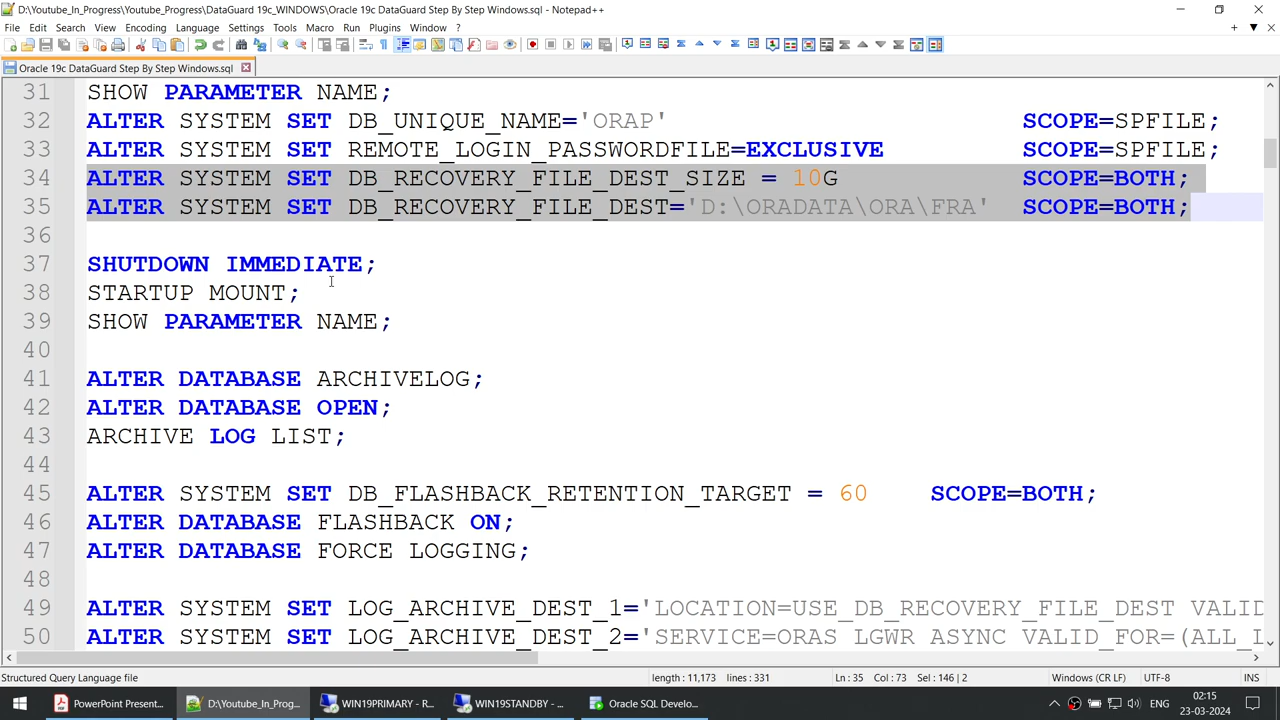 D:\Youtube_In_Progress\Youtube_Progress\DataGuard 19c_WINDOWS\Oracle 19c DataGuard Step By Step Windows.sql - Notepad++
File Edit Search View Encoding Language Settings Tools Macro Run Plugins Window ?
Oracle 19c DataGuard Step By Step Windows.sql
31 SHOW PARAMETER NAME;
32 ALTER SYSTEM SET DB_UNIQUE_NAME='ORAP' SCOPE=SPFILE;
33 ALTER SYSTEM SET REMOTE_LOGIN_PASSWORDFILE=EXCLUSIVE SCOPE=SPFILE;
34 ALTER SYSTEM SET DB_RECOVERY_FILE_DEST_SIZE = 10G SCOPE=BOTH;
35 ALTER SYSTEM SET DB_RECOVERY_FILE_DEST='D:\ORADATA\ORA\FRA' SCOPE=BOTH;
36
37 SHUTDOWN IMMEDIATE;
38 STARTUP MOUNT;
39 SHOW PARAMETER NAME;
40
41 ALTER DATABASE ARCHIVELOG;
42 ALTER DATABASE OPEN;
43 ARCHIVE LOG LIST;
44
45 ALTER SYSTEM SET DB_FLASHBACK_RETENTION_TARGET = 60 SCOPE=BOTH;
46 ALTER DATABASE FLASHBACK ON;
47 ALTER DATABASE FORCE LOGGING;
48
49 ALTER SYSTEM SET LOG_ARCHIVE_DEST_1='LOCATION=USE_DB_RECOVERY_FILE_DEST VALID
50 ALTER SYSTEM SET LOG_ARCHIVE_DEST_2='SERVICE=ORAS LGWR ASYNC VALID_FOR=(ALL_L
Structured Query Language file length : 11,173 lines : 331 Ln : 35 Col : 73 Sel : 146 | 2 Windows (CR LF) UTF-8 INS
PowerPoint Present... D:\Youtube_In_Prog... WIN19PRIMARY - R... WIN19STANDBY - ... Oracle SQL Develo... ENG 02:15
23-03-2024